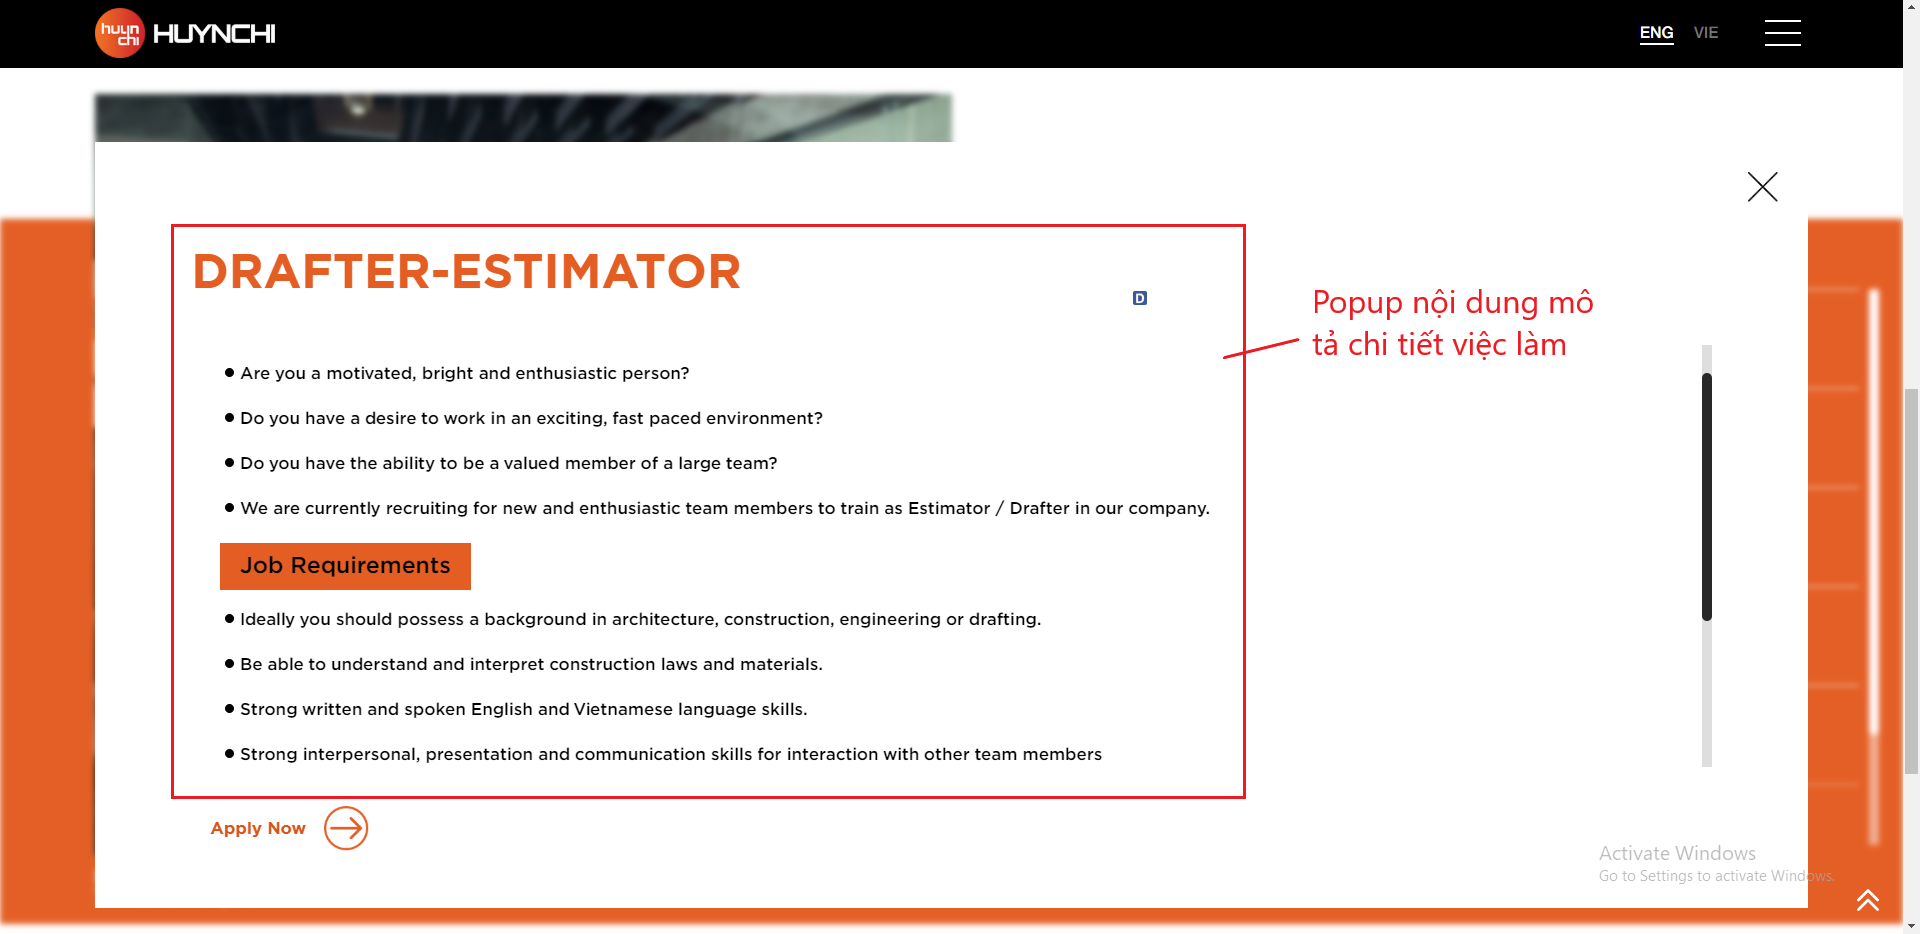 huyn
chi
HUYNCHI
ENG
VIE
DRAFTER-ESTIMATOR
D
Popup nội dung mô
tả chi tiết việc làm
Are you a motivated, bright and enthusiastic person?
Do you have a desire to work in an exciting, fast paced environment?
Do you have the ability to be a valued member of a large team?
We are currently recruiting for new and enthusiastic team members to train as Estimator / Drafter in our company.
Job Requirements
Ideally you should possess a background in architecture, construction, engineering or drafting.
Be able to understand and interpret construction laws and materials.
Strong written and spoken English and Vietnamese language skills.
Strong interpersonal, presentation and communication skills for interaction with other team members
Apply Now
Activate Windows
Go to Settings to activate Windows.